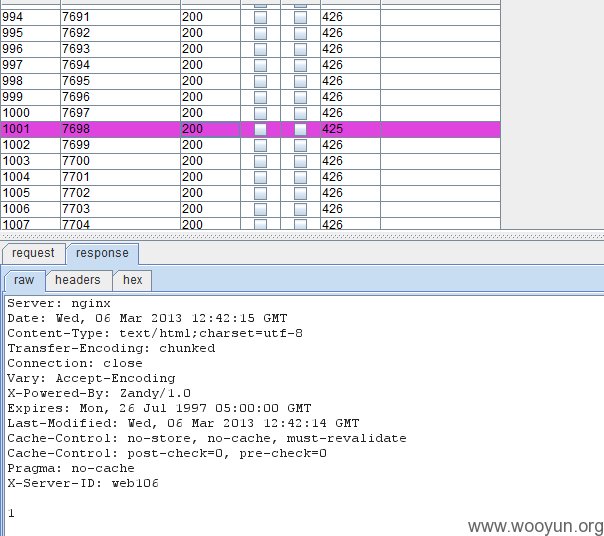 994 7691 200 426
995 7692 200 426
996 7693 200 426
997 7694 200 426
998 7695 200 426
999 7696 200 426
1000 7697 200 426
1001 7698 200 425
1002 7699 200 426
1003 7700 200 426
1004 7701 200 426
1005 7702 200 426
1006 7703 200 426
1007 7704 200 426
request response
raw headers hex
Server: nginx
Date: Wed, 06 Mar 2013 12:42:15 GMT
Content-Type: text/html;charset=utf-8
Transfer-Encoding: chunked
Connection: close
Vary: Accept-Encoding
X-Powered-By: Zandy/1.0
Expires: Mon, 26 Jul 1997 05:00:00 GMT
Last-Modified: Wed, 06 Mar 2013 12:42:14 GMT
Cache-Control: no-store, no-cache, must-revalidate
Cache-Control: post-check=0, pre-check=0
Pragma: no-cache
X-Server-ID: web106
1
www.wooyun.org